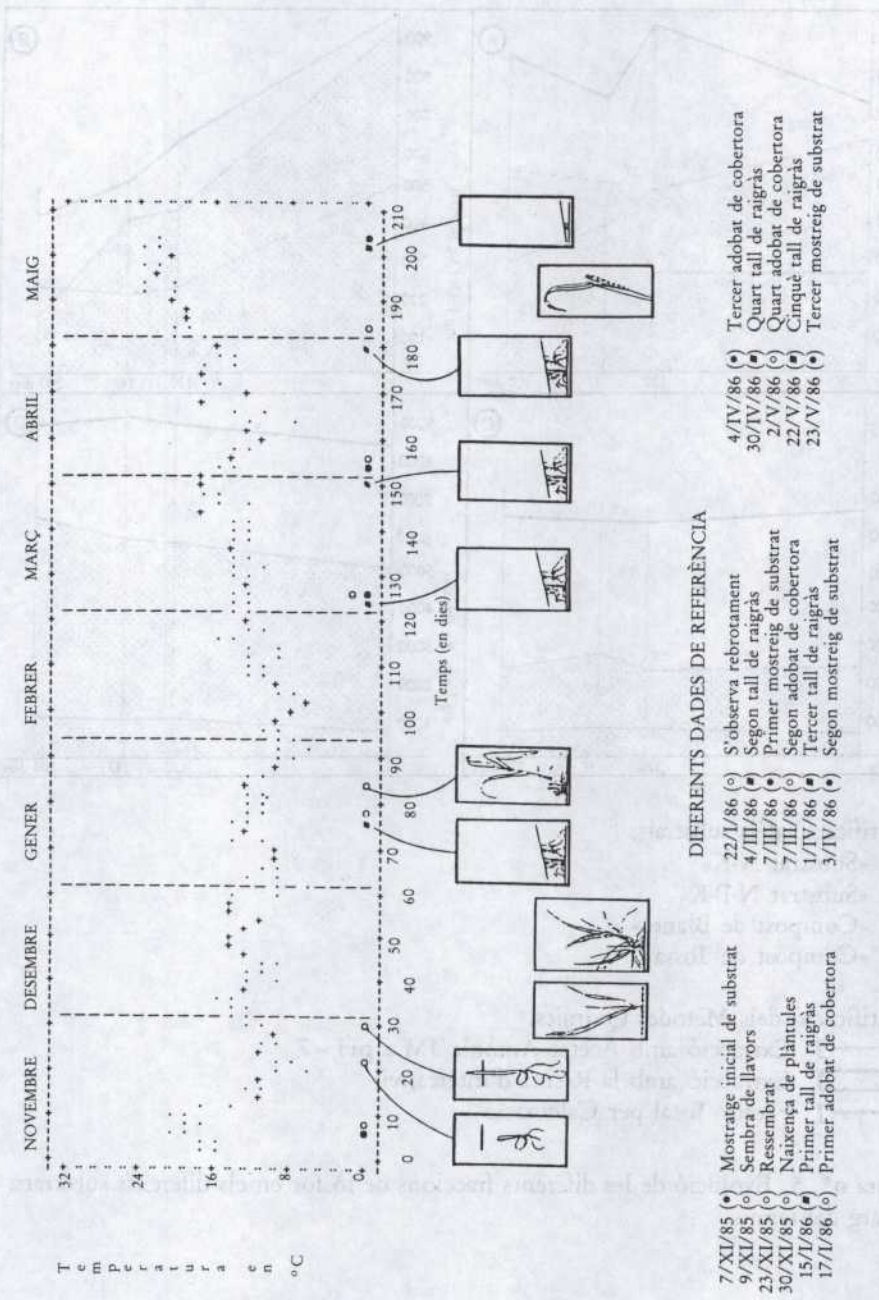 NOVEMBRE DESEMBRE GENER FEBRER MARÇ ABRIL MAIG
Temperatura en °C
32
24
16
8
0
0 10 20 30 40 50 60 70 80 90 100 110 120 130 140 150 160 170 180 190 200 210
Temps (en dies)
DIFERENTS DADES DE REFERÈNCIA
7/XI/85 (●) Mostratge inicial de substrat
9/XI/85 (○) Sembra de llavors
23/XI/85 (○) Ressembrat
30/XI/85 (○) Naixença de plàntules
15/I/86 (■) Primer tall de raigràs
17/I/86 (○) Primer adobat de cobertora
22/I/86 (○) S'observa rebrotament
4/III/86 (■) Segon tall de raigràs
7/III/86 (●) Primer mostreig de substrat
7/III/86 (○) Segon adobat de cobertora
1/IV/86 (■) Tercer tall de raigràs
3/IV/86 (●) Segon mostreig de substrat
4/IV/86 (●) Tercer adobat de cobertora
30/IV/86 (■) Quart tall de raigràs
2/V/86 (○) Quart adobat de cobertora
22/V/86 (■) Cinquè tall de raigràs
23/V/86 (●) Tercer mostreig de substrat